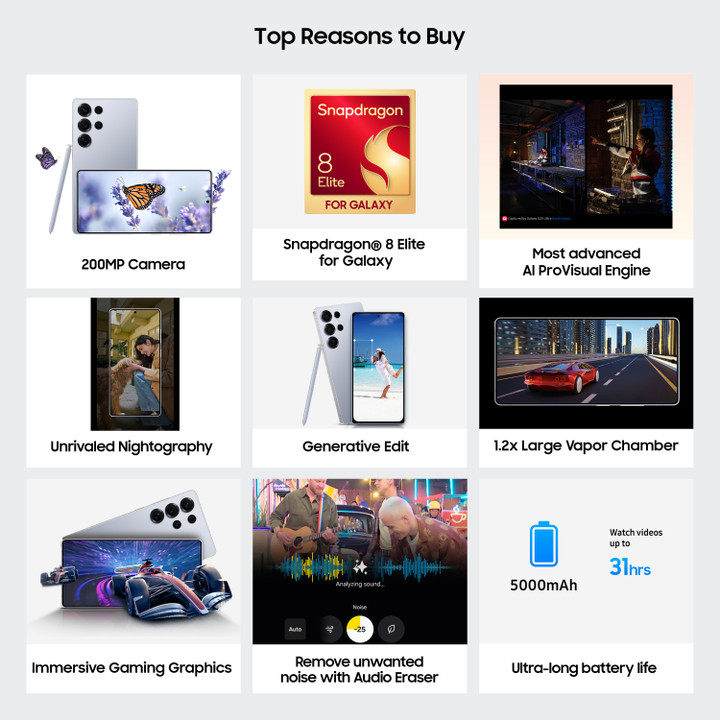 Top Reasons to Buy
200MP Camera
Snapdragon
8
Elite
FOR GALAXY
Snapdragon® 8 Elite
for Galaxy
Most advanced
AI ProVisual Engine
Unrivaled Nightography
Generative Edit
1.2x Large Vapor Chamber
Immersive Gaming Graphics
Analyzing sound...
Noise
Auto
-25
Remove unwanted
noise with Audio Eraser
5000mAh
Watch videos
up to
31hrs
Ultra-long battery life